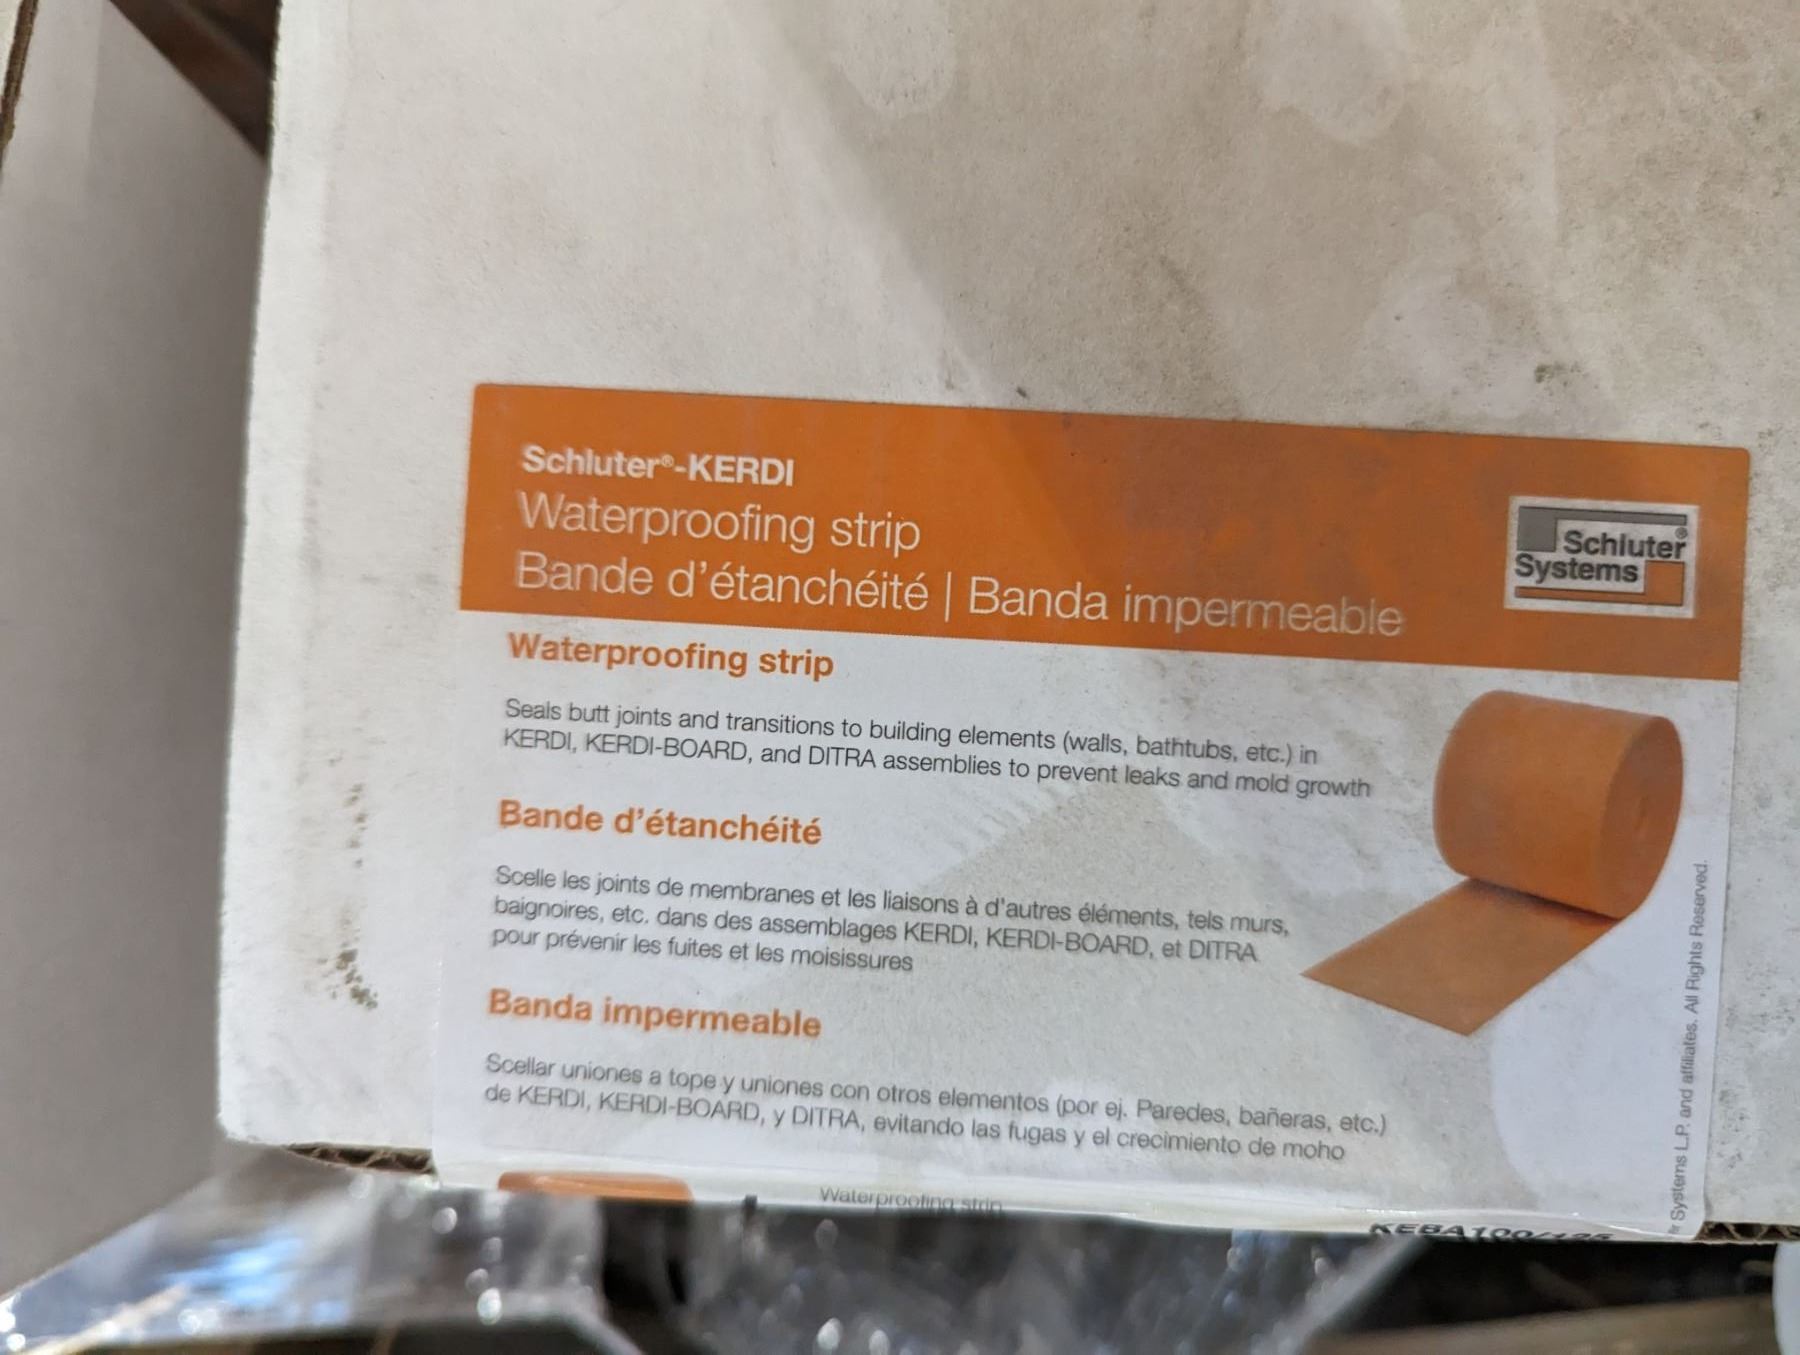 Schluter®-KERDI
Waterproofing strip
Bande d'étanchéité | Banda impermeable
Schluter®
Systems
Waterproofing strip
Seals butt joints and transitions to building elements (walls, bathtubs, etc.) in
KERDI, KERDI-BOARD, and DITRA assemblies to prevent leaks and mold growth
Bande d'étanchéité
Scelle les joints de membranes et les liaisons à d'autres éléments, tels murs,
baignoires, etc. dans des assemblages KERDI, KERDI-BOARD, et DITRA
pour prévenir les fuites et les moisissures
Banda impermeable
Scellar uniones a tope y uniones con otros elementos (por ej. Paredes, bañeras, etc.)
de KERDI, KERDI-BOARD, y DITRA, evitando las fugas y el crecimiento de moho
Systems L.P. and affiliates. All Rights Reserved.
Waterproofing strip
KEBA100/125